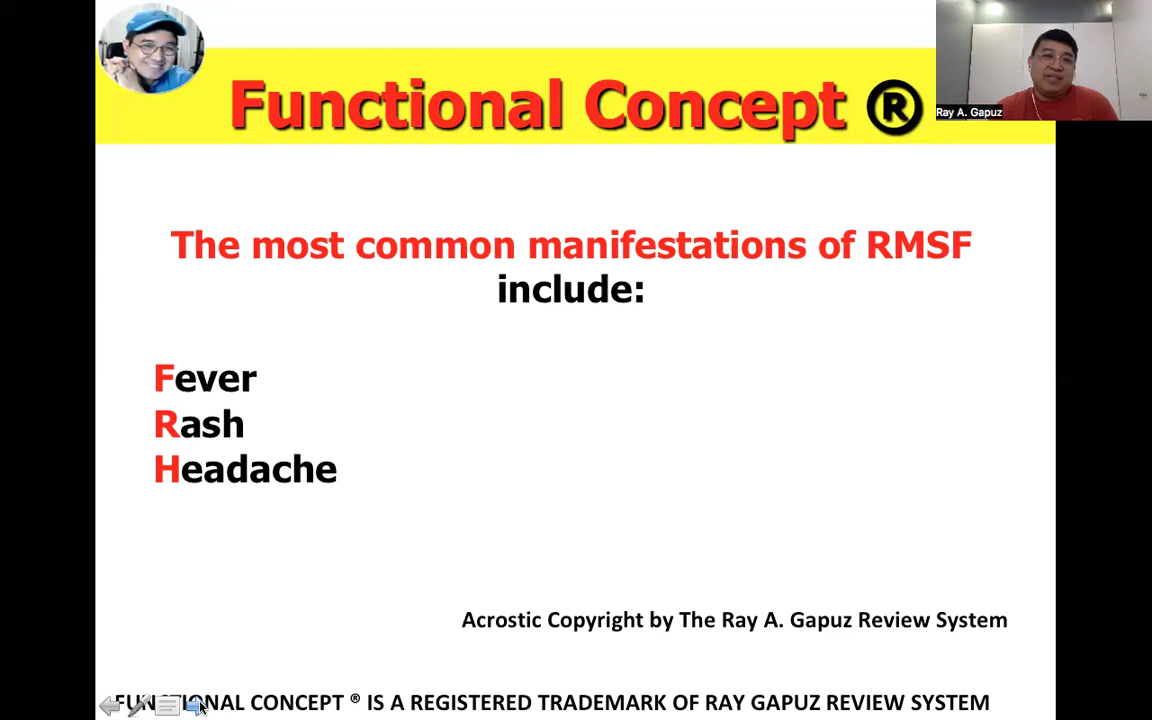 Functional Concept ®
Ray A. Gapuz
The most common manifestations of RMSF
include:
Fever
Rash
Headache
Acrostic Copyright by The Ray A. Gapuz Review System
FUNCTIONAL CONCEPT ® IS A REGISTERED TRADEMARK OF RAY GAPUZ REVIEW SYSTEM